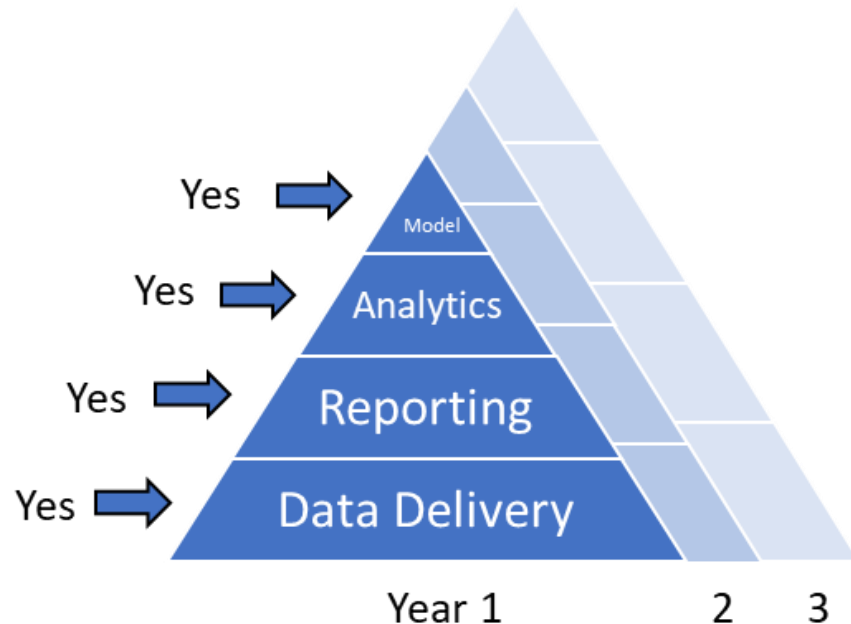 Yes
Model
Yes
Analytics
Yes
Reporting
Yes
Data Delivery
Year 1
2
3